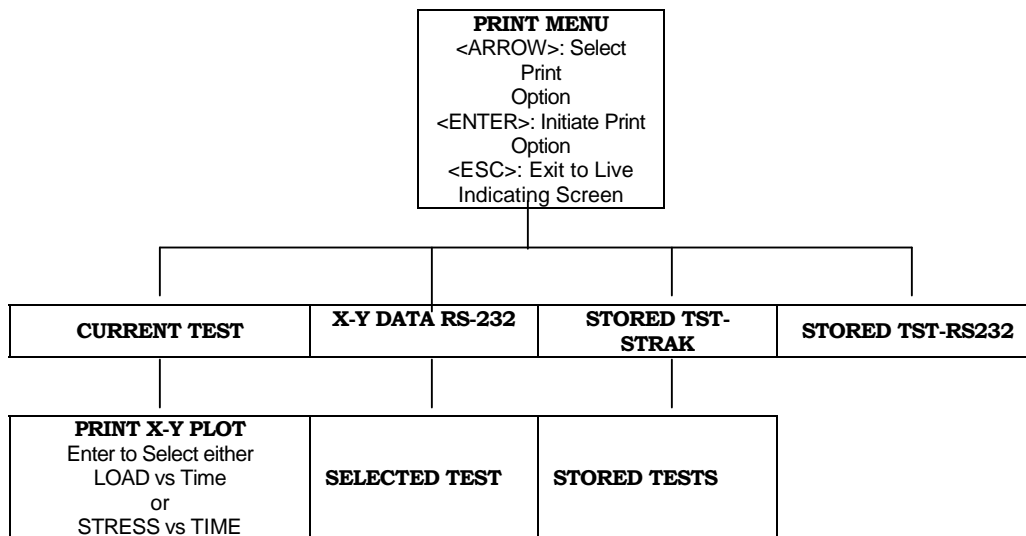 PRINT MENU
<ARROW>: Select
Print
Option
<ENTER>: Initiate Print
Option
<ESC>: Exit to Live
Indicating Screen
CURRENT TEST
X-Y DATA RS-232
STORED TST-
STRAK
STORED TST-RS232
PRINT X-Y PLOT
Enter to Select either
LOAD vs Time
or
STRESS vs TIME
SELECTED TEST
STORED TESTS